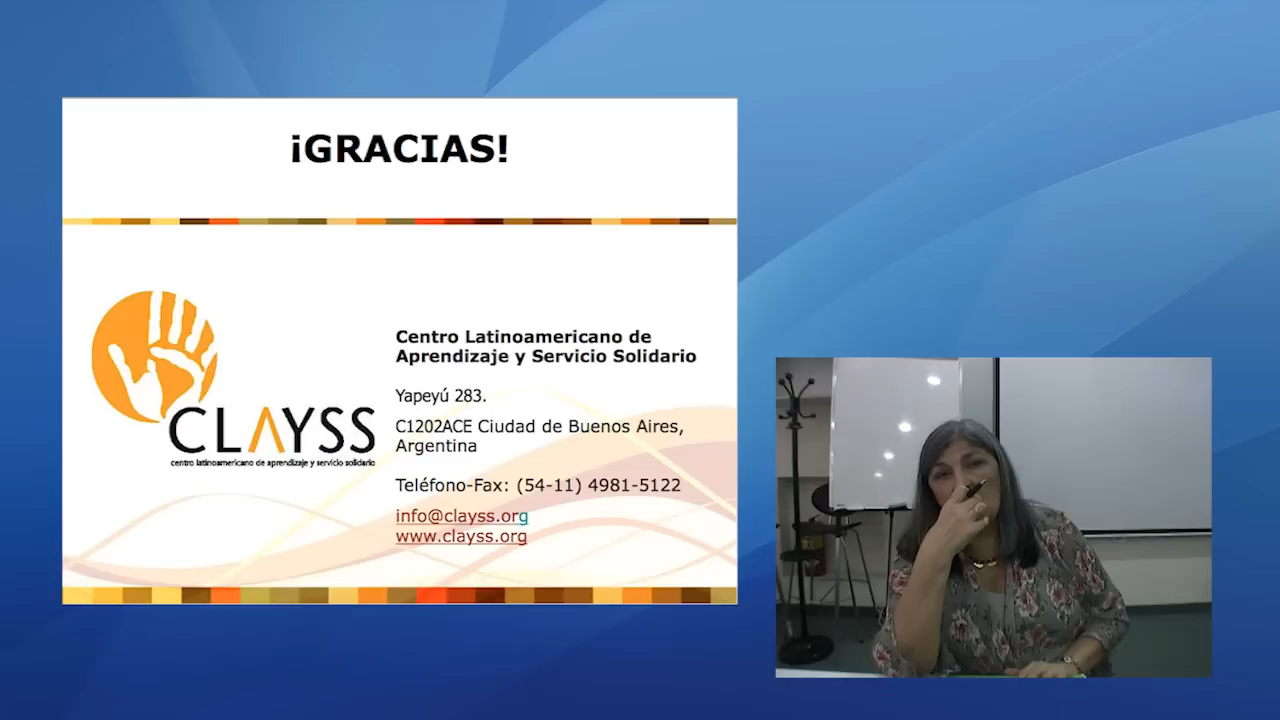 ¡GRACIAS!
CLAYSS
centro latinoamericano de aprendizaje y servicio solidario
Centro Latinoamericano de
Aprendizaje y Servicio Solidario
Yapeyú 283.
C1202ACE Ciudad de Buenos Aires,
Argentina
Teléfono-Fax: (54-11) 4981-5122
info@clayss.org
www.clayss.org